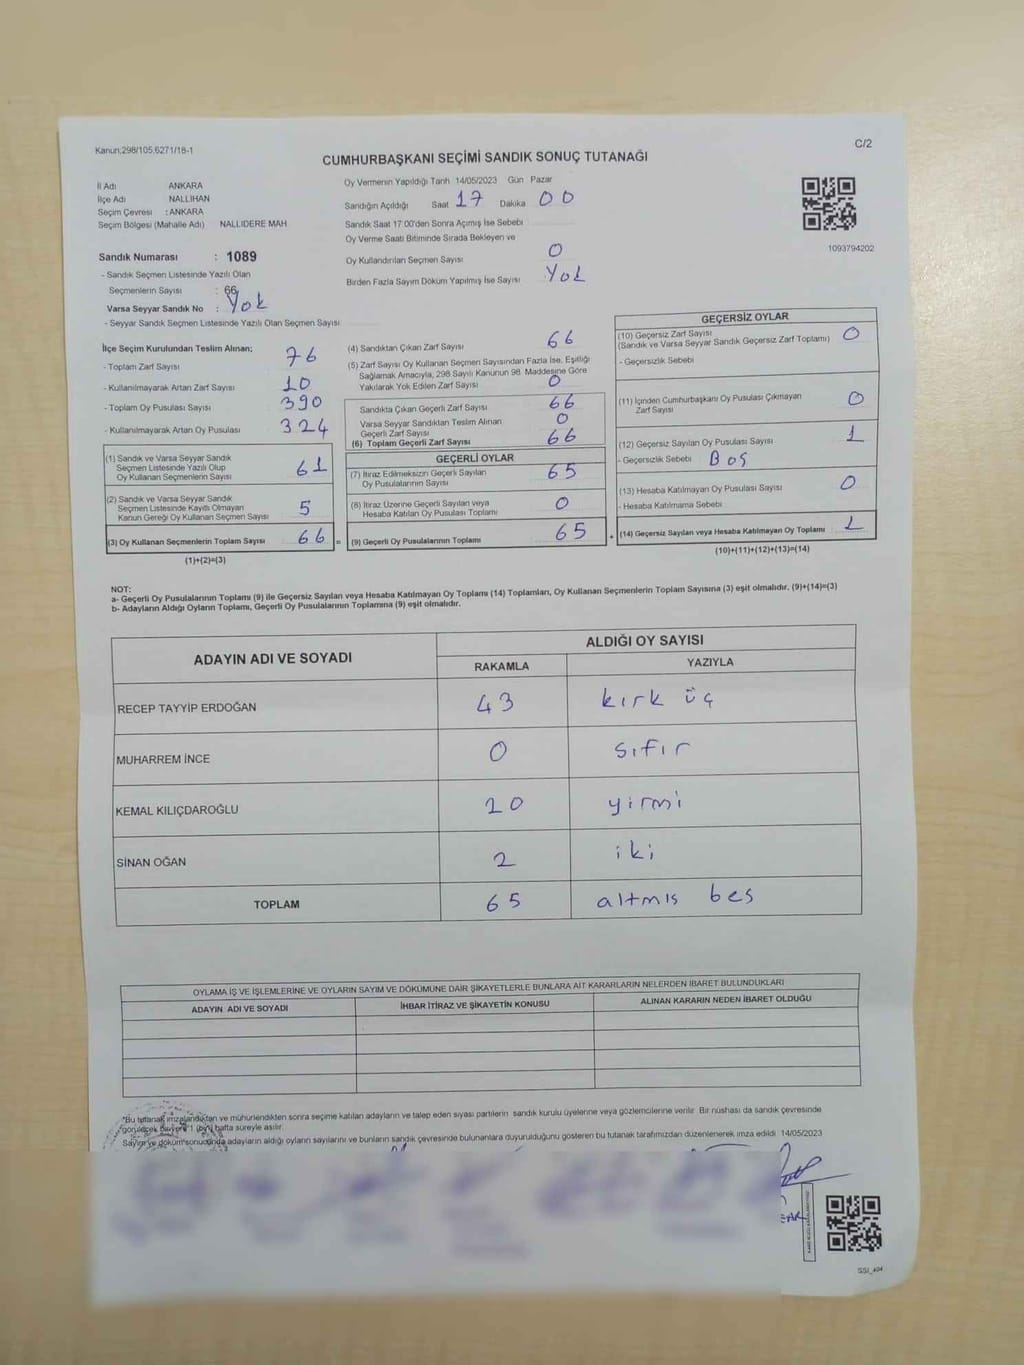 Kanun.298/105.6271/18-1
C/2
CUMHURBAŞKANI SEÇİMİ SANDIK SONUÇ TUTANAĞI
İl Adı ANKARA
İlçe Adı NALLIHAN
Seçim Çevresi : ANKARA
Seçim Bölgesi (Mahalle Adı) NALLIDERE MAH
Oy Vermenin Yapıldığı Tarih 14/05/2023 Gün Pazar
Sandığın Açıldığı Saat 17 Dakika 00
Sandık Saat 17:00'den Sonra Açımış İse Sebebi
Oy Verme Saati Bitiminde Sırada Bekleyen ve
Oy Kullandırılan Seçmen Sayısı 0
Birden Fazla Sayım Döküm Yapılmış İse Sayısı Yok
1093794202
Sandık Numarası : 1089
- Sandık Seçmen Listesinde Yazılı Olan
Seçmenlerin Sayısı : 66
Varsa Seyyar Sandık No : Yok
- Seyyar Sandık Seçmen Listesinde Yazılı Olan Seçmen Sayısı
İlçe Seçim Kurulundan Teslim Alınan;
- Toplam Zarf Sayısı 76
- Kullanılmayarak Artan Zarf Sayısı 10
- Toplam Oy Pusulası Sayısı 390
- Kullanılmayarak Artan Oy Pusulası 324
(1) Sandık ve Varsa Seyyar Sandık
Seçmen Listesinde Yazılı Olup
Oy Kullanan Seçmenlerin Sayısı 61
(2) Sandık ve Varsa Seyyar Sandık
Seçmen Listesinde Kayıtlı Olmayan
Kanun Gereği Oy Kullanan Seçmen Sayısı 5
(3) Oy Kullanan Seçmenlerin Toplam Sayısı 66 =
(1)+(2)=(3)
(4) Sandıktan Çıkan Zarf Sayısı 66
(5) Zarf Sayısı Oy Kullanan Seçmen Sayısından Fazla İse, Eşitliği
Sağlamak Amacıyla, 298 Sayılı Kanunun 98. Maddesine Göre
Yakılarak Yok Edilen Zarf Sayısı 0
Sandıkta Çıkan Geçerli Zarf Sayısı 66
Varsa Seyyar Sandıktan Teslim Alınan
Geçerli Zarf Sayısı 0
(6) Toplam Geçerli Zarf Sayısı 66
GEÇERLİ OYLAR
(7) İtiraz Edilmeksizin Geçerli Sayılan
Oy Pusulalarının Sayısı 65
(8) İtiraz Üzerine Geçerli Sayılan veya
Hesaba Katılan Oy Pusulası Toplamı 0
(9) Geçerli Oy Pusulalarının Toplamı 65 +
GEÇERSİZ OYLAR
(10) Geçersiz Zarf Sayısı
(Sandık ve Varsa Seyyar Sandık Geçersiz Zarf Toplamı) 0
- Geçersizlik Sebebi
(11) İçinden Cumhurbaşkanı Oy Pusulası Çıkmayan
Zarf Sayısı 0
(12) Geçersiz Sayılan Oy Pusulası Sayısı 1
- Geçersizlik Sebebi Boş
(13) Hesaba Katılmayan Oy Pusulası Sayısı 0
- Hesaba Katılmama Sebebi
(14) Geçersiz Sayılan veya Hesaba Katılmayan Oy Toplamı 1
(10)+(11)+(12)+(13)=(14)
NOT:
a- Geçerli Oy Pusulalarının Toplamı (9) ile Geçersiz Sayılan veya Hesaba Katılmayan Oy Toplamı (14) Toplamları, Oy Kullanan Seçmenlerin Toplam Sayısına (3) eşit olmalıdır. (9)+(14)=(3)
b- Adayların Aldığı Oyların Toplamı, Geçerli Oy Pusulalarının Toplamına (9) eşit olmalıdır.
ADAYIN ADI VE SOYADI
ALDIĞI OY SAYISI
RAKAMLA YAZIYLA
RECEP TAYYİP ERDOĞAN 43 kırk üç
MUHARREM İNCE 0 sıfır
KEMAL KILIÇDAROĞLU 20 yirmi
SİNAN OĞAN 2 iki
TOPLAM 65 altmıs bes
OYLAMA İŞ VE İŞLEMLERİNE VE OYLARIN SAYIM VE DÖKÜMÜNE DAİR ŞİKAYETLERLE BUNLARA AİT KARARLARIN NELERDEN İBARET BULUNDUKLARI
ADAYIN ADI VE SOYADI İHBAR İTİRAZ VE ŞİKAYETİN KONUSU ALINAN KARARIN NEDEN İBARET OLDUĞU
*Bu tutanak imzalandıktan ve mühürlendikten sonra seçime katılan adayların ve talep eden siyasi partilerin sandık kurulu üyelerine veya gözlemcilerine verilir. Bir nüshası da sandık çevresinde
görülecek bir yere 1 (bir) hafta süreyle asılır.
Sayım ve döküm sonucunda adayların aldığı oyların sayılarını ve bunların sandık çevresinde bulunanlara duyurulduğunu gösteren bu tutanak tarafımızdan düzenlenerek imza edildi. 14/05/2023